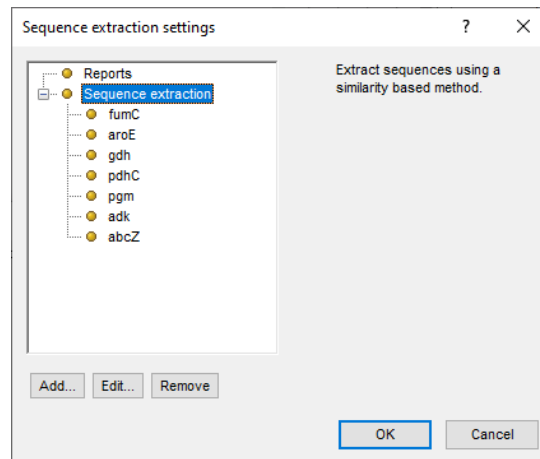 Sequence extraction settings
?
Reports
Sequence extraction
fumC
aroE
gdh
pdhC
pgm
adk
abcZ
Extract sequences using a
similarity based method.
Add... Edit... Remove
OK Cancel